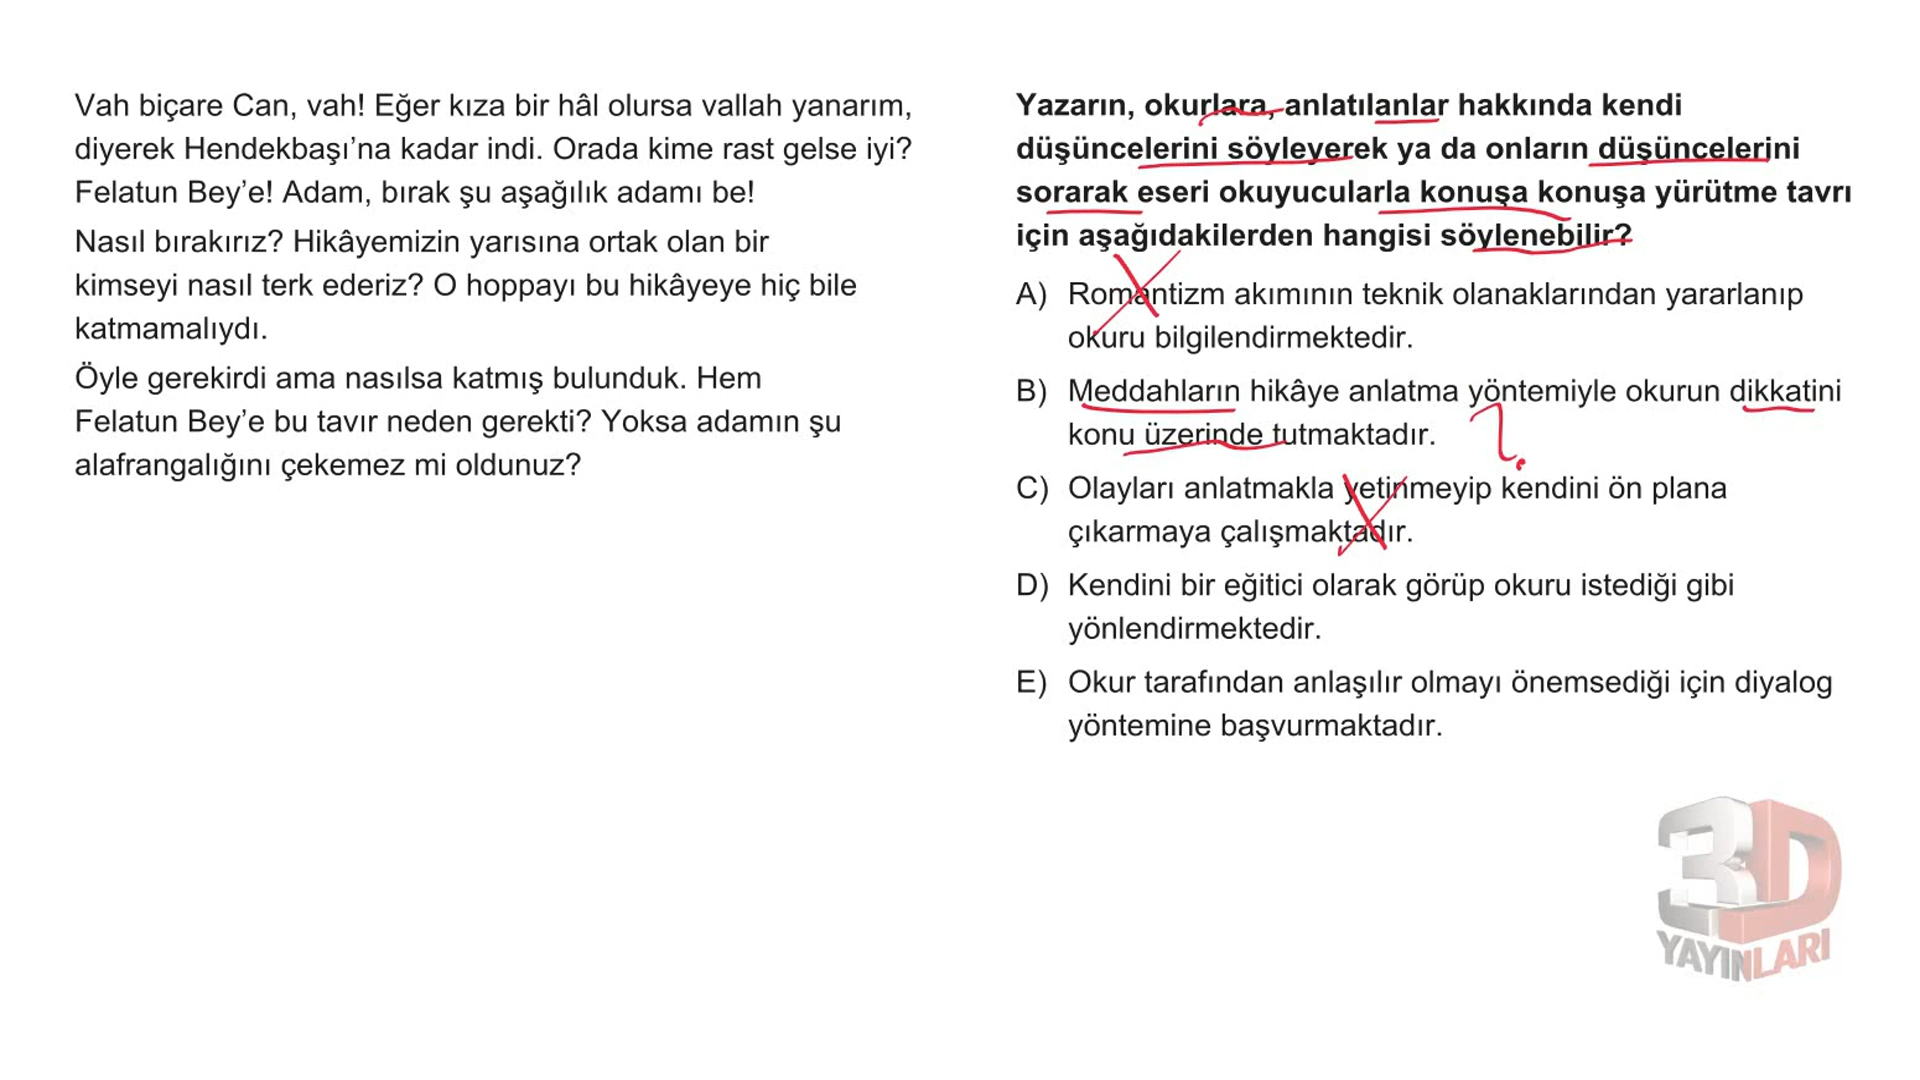 Vah biçare Can, vah! Eğer kıza bir hâl olursa vallah yanarım,
diyerek Hendekbaşı’na kadar indi. Orada kime rast gelse iyi?
Felatun Bey’e! Adam, bırak şu aşağılık adamı be!
Nasıl bırakırız? Hikâyemizin yarısına ortak olan bir
kimseyi nasıl terk ederiz? O hoppayı bu hikâyeye hiç bile
katmamalıydı.
Öyle gerekirdi ama nasılsa katmış bulunduk. Hem
Felatun Bey’e bu tavır neden gerekti? Yoksa adamın şu
alafrangalığını çekemez mi oldunuz?
Yazarın, okurlara, anlatılanlar hakkında kendi
düşüncelerini söyleyerek ya da onların düşüncelerini
sorarak eseri okuyucularla konuşa konuşa yürütme tavrı
için aşağıdakilerden hangisi söylenebilir?
A) Romantizm akımının teknik olanaklarından yararlanıp
okuru bilgilendirmektedir.
B) Meddahların hikâye anlatma yöntemiyle okurun dikkatini
konu üzerinde tutmaktadır.
C) Olayları anlatmakla yetinmeyip kendini ön plana
çıkarmaya çalışmaktadır.
D) Kendini bir eğitici olarak görüp okuru istediği gibi
yönlendirmektedir.
E) Okur tarafından anlaşılır olmayı önemsediği için diyalog
yöntemine başvurmaktadır.
3D
YAYINLARI